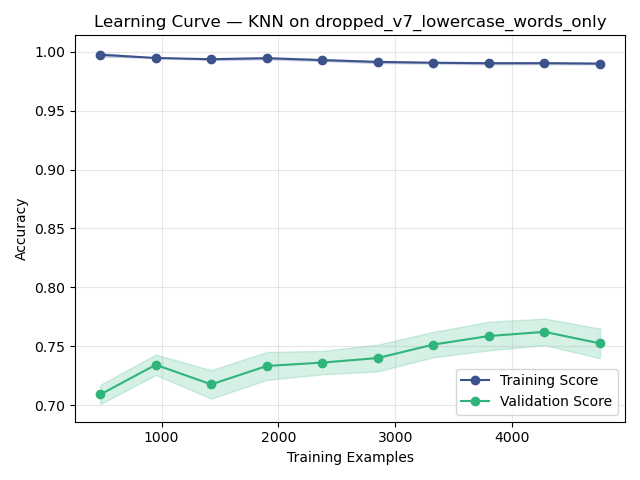 Learning Curve — KNN on dropped_v7_lowercase_words_only
Accuracy
1.00
0.95
0.90
0.85
0.80
0.75
0.70
1000
2000
3000
4000
Training Examples
Training Score
Validation Score